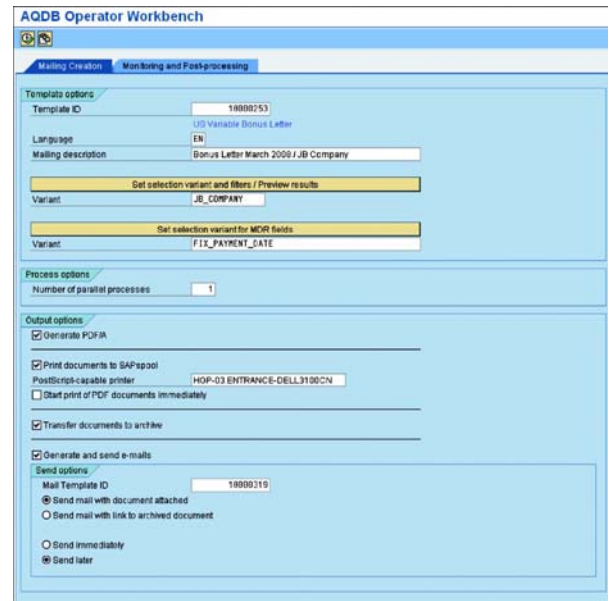 AQDB Operator Workbench
Mailing Creation Monitoring and Post-processing
Template options
Template ID 10000253
US Variable Bonus Letter
Language EN
Mailing description Bonus Letter March 2008 / JB Company
Set selection variant and filters / Preview results
Variant JB_COMPANY
Set selection variant for MDR fields
Variant FIX_PAYMENT_DATE
Process options
Number of parallel processes 1
Output options
Generate PDF/A
Print documents to SAPspool
PostScript-capable printer HOP-03 ENTRANCE-DELL3100CN
Start print of PDF documents immediately
Transfer documents to archive
Generate and send e-mails
Send options
Mail Template ID 10000319
Send mail with document attached
Send mail with link to archived document
Send immediately
Send later